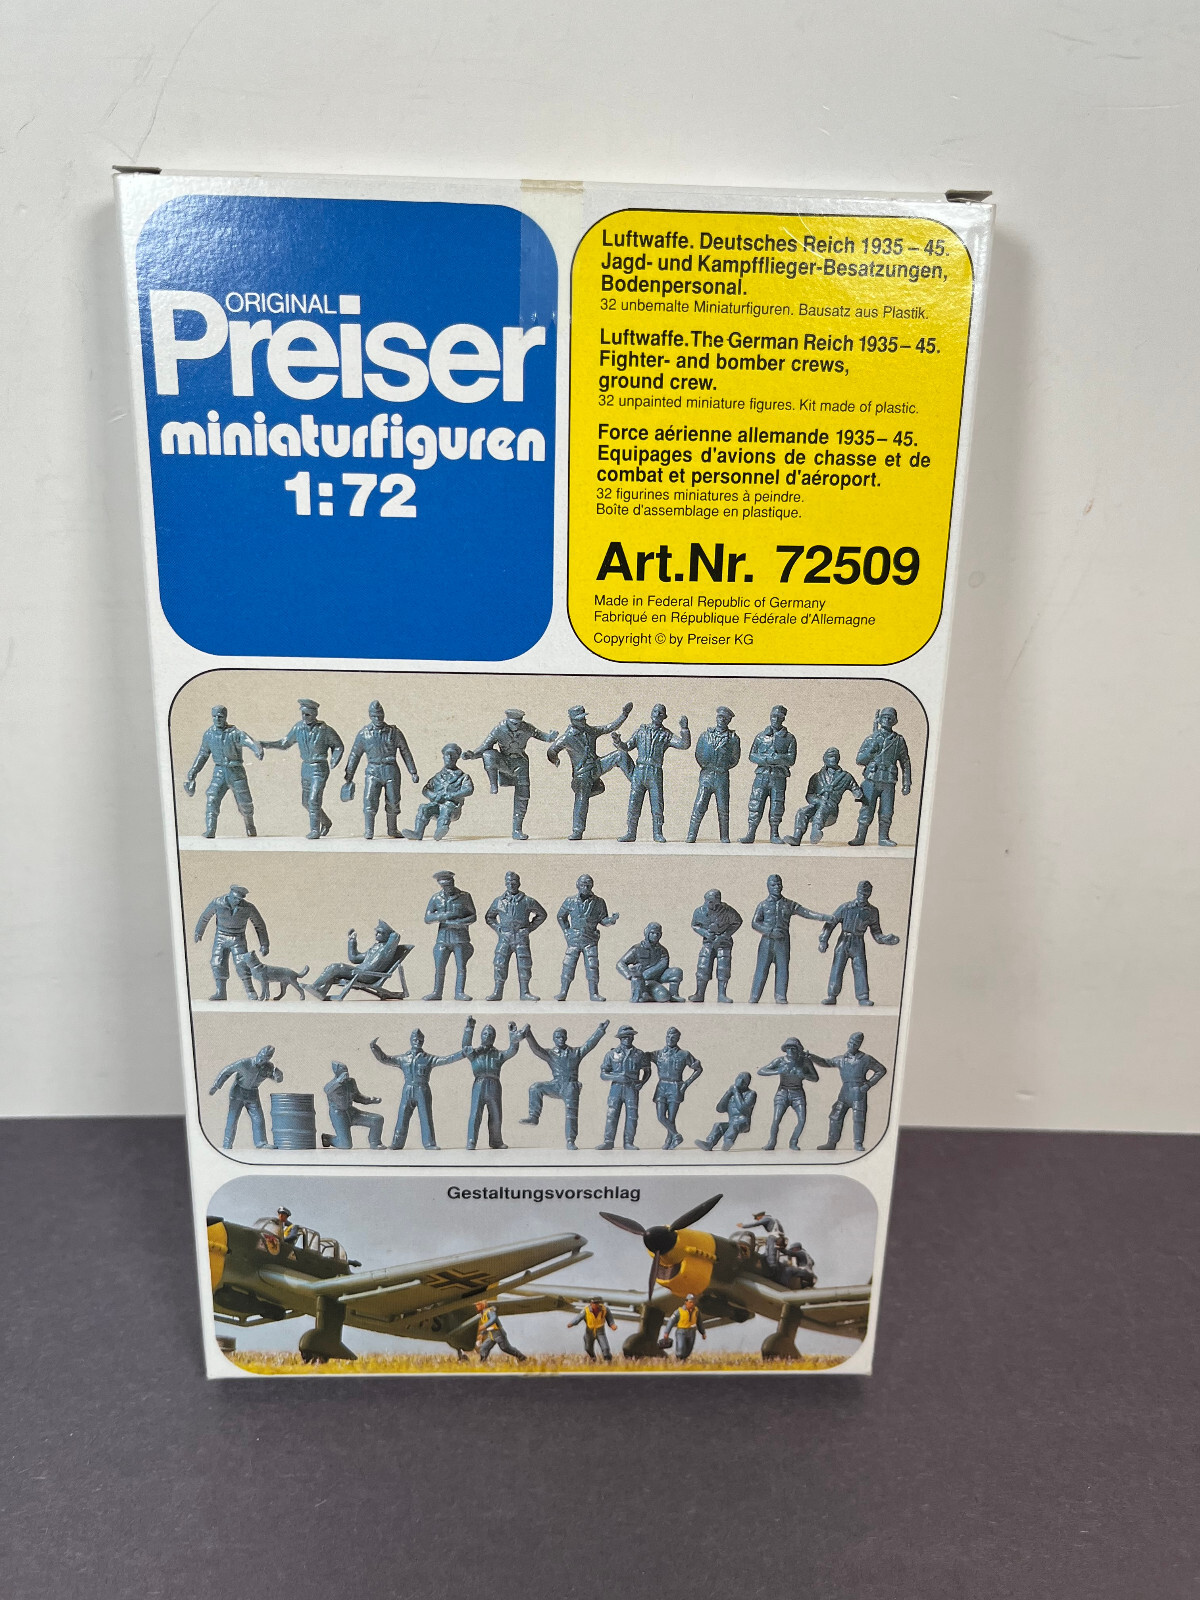 ORIGINAL
Preiser
miniaturfiguren
1:72
Luftwaffe. Deutsches Reich 1935 – 45.
Jagd- und Kampfflieger-Besatzungen,
Bodenpersonal.
32 unbemalte Miniaturfiguren. Bausatz aus Plastik.
Luftwaffe. The German Reich 1935 – 45.
Fighter- and bomber crews,
ground crew.
32 unpainted miniature figures. Kit made of plastic.
Force aérienne allemande 1935 – 45.
Equipages d'avions de chasse et de
combat et personnel d'aéroport.
32 figurines miniatures à peindre.
Boîte d'assemblage en plastique.
Art.Nr. 72509
Made in Federal Republic of Germany
Fabriqué en République Fédérale d'Allemagne
Copyright © by Preiser KG
Gestaltungsvorschlag